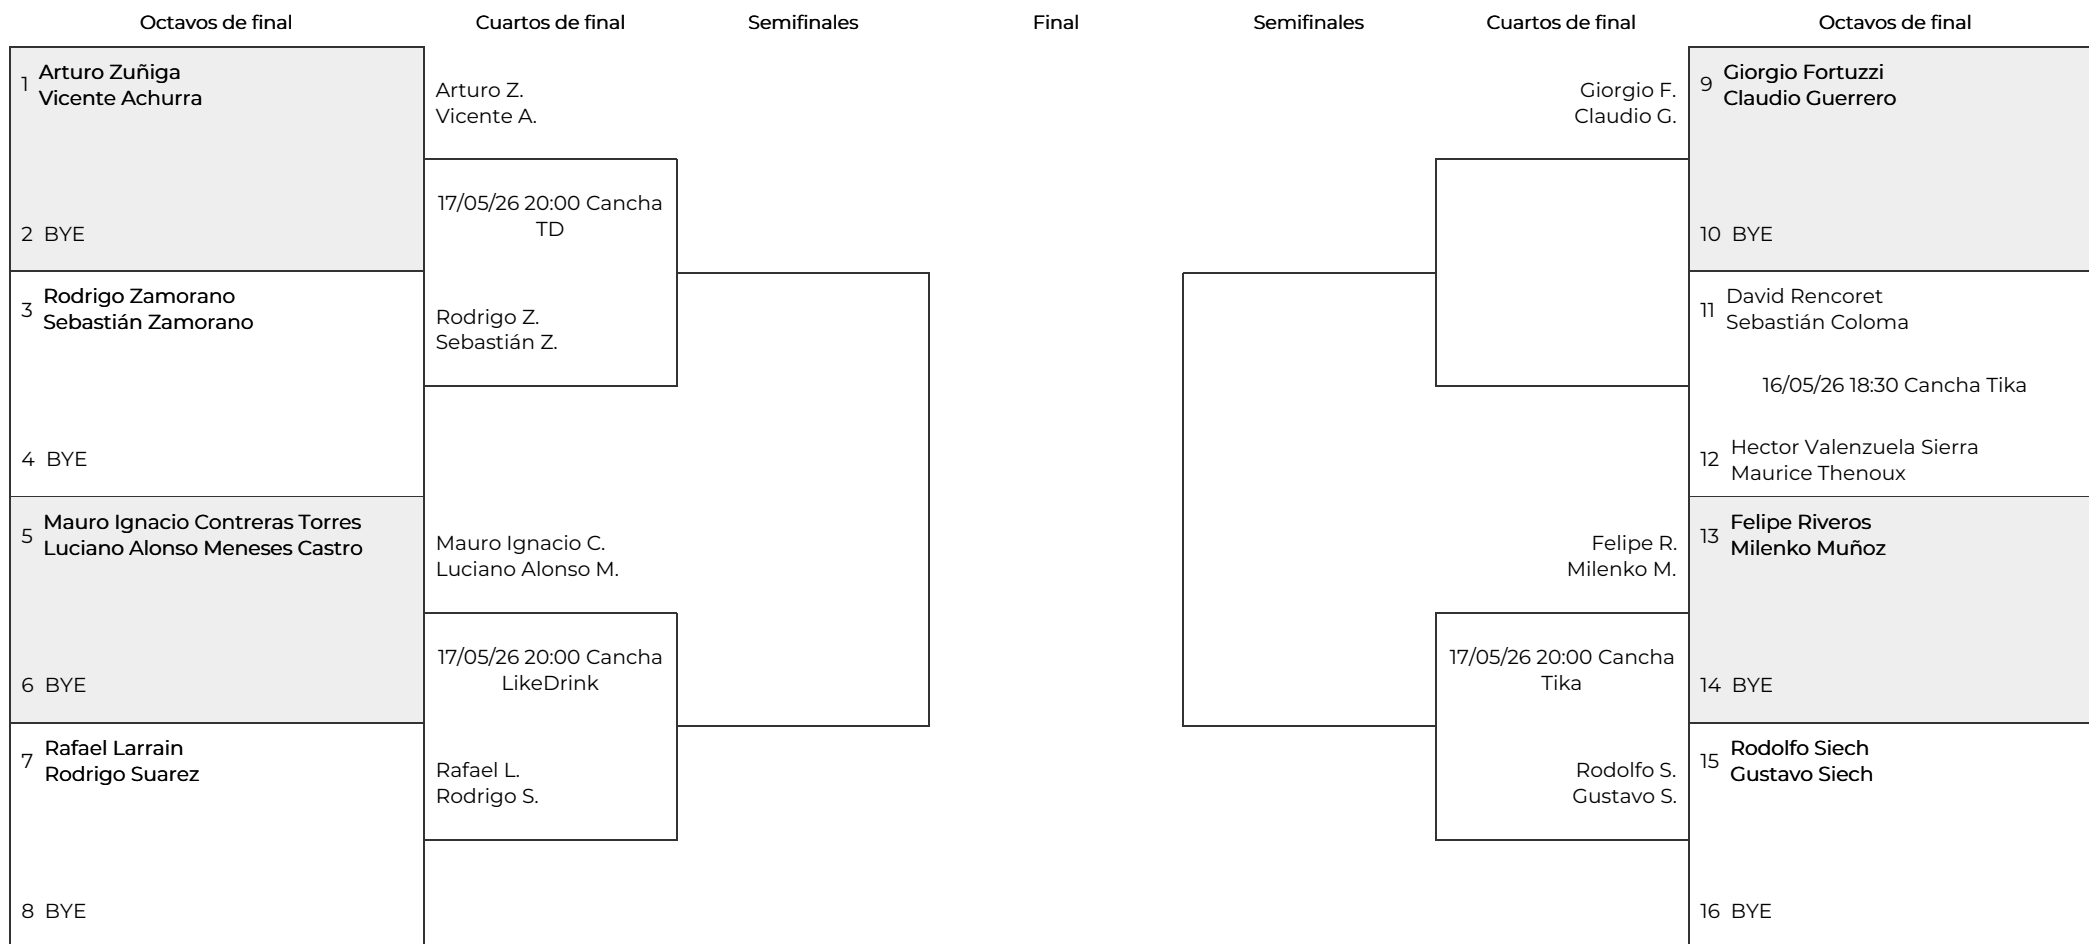 Octavos de final
Cuartos de final
Semifinales
Final
Semifinales
Cuartos de final
Octavos de final
1
Arturo Zuñiga
Vicente Achurra
2 BYE
3
Rodrigo Zamorano
Sebastián Zamorano
4 BYE
5
Mauro Ignacio Contreras Torres
Luciano Alonso Meneses Castro
6 BYE
7
Rafael Larrain
Rodrigo Suarez
8 BYE
Arturo Z.
Vicente A.
17/05/26 20:00 Cancha
TD
Rodrigo Z.
Sebastián Z.
Mauro Ignacio C.
Luciano Alonso M.
17/05/26 20:00 Cancha
LikeDrink
Rafael L.
Rodrigo S.
Giorgio F.
Claudio G.
Felipe R.
Milenko M.
17/05/26 20:00 Cancha
Tika
Rodolfo S.
Gustavo S.
9
Giorgio Fortuzzi
Claudio Guerrero
10 BYE
11
David Rencoret
Sebastián Coloma
16/05/26 18:30 Cancha Tika
12
Hector Valenzuela Sierra
Maurice Thenoux
13
Felipe Riveros
Milenko Muñoz
14 BYE
15
Rodolfo Siech
Gustavo Siech
16 BYE